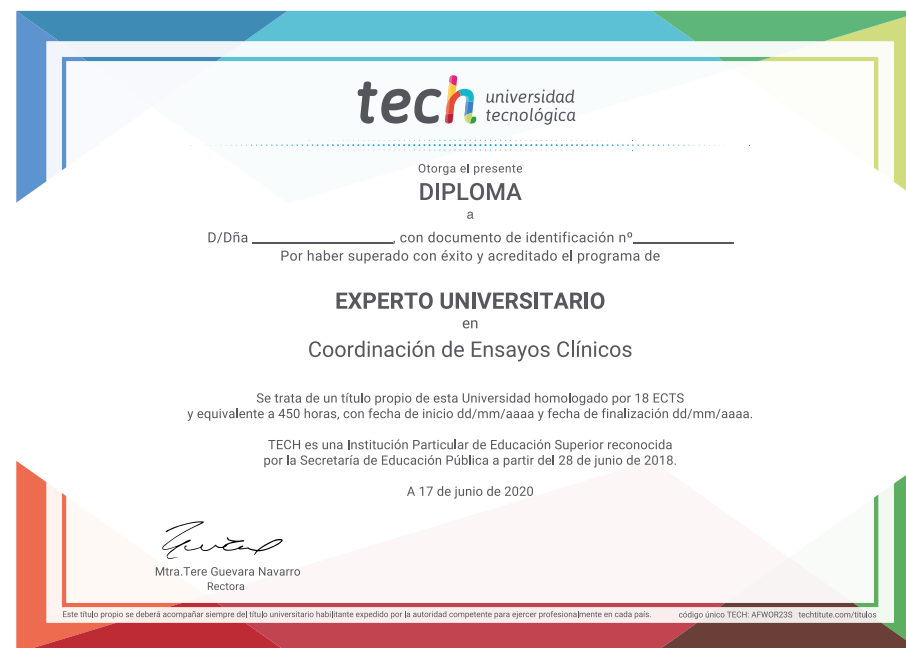 tech universidad
tecnológica
Otorga el presente
DIPLOMA
a
D/Dña ____________________, con documento de identificación nº______________
Por haber superado con éxito y acreditado el programa de
EXPERTO UNIVERSITARIO
en
Coordinación de Ensayos Clínicos
Se trata de un título propio de esta Universidad homologado por 18 ECTS
y equivalente a 450 horas, con fecha de inicio dd/mm/aaaa y fecha de finalización dd/mm/aaaa.
TECH es una Institución Particular de Educación Superior reconocida
por la Secretaría de Educación Pública a partir del 28 de junio de 2018.
A 17 de junio de 2020
Mtra.Tere Guevara Navarro
Rectora
Este título propio se deberá acompañar siempre del título universitario habilitante expedido por la autoridad competente para ejercer profesionalmente en cada país. código único TECH: AFWOR23S techtitute.com/titulos